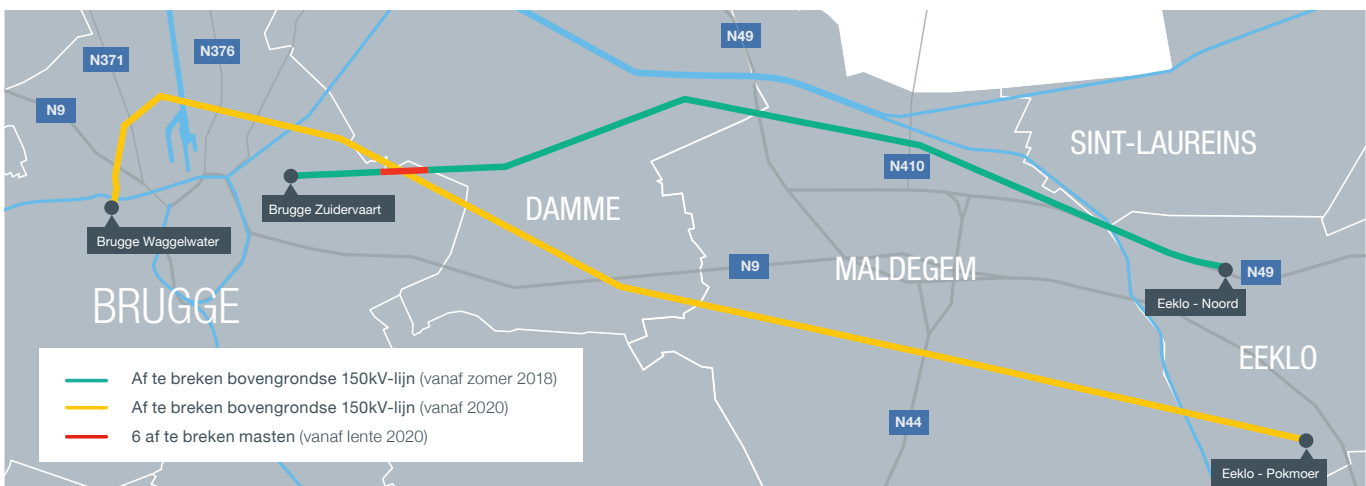 N49
N371
N376
N9
SINT-LAUREINS
N410
Brugge Zuidervaart
DAMME
Brugge Waggelwater
N9
MALDEGEM
N49
BRUGGE
Eeklo - Noord
EEKLO
Af te breken bovengrondse 150kV-lijn (vanaf zomer 2018)
Af te breken bovengrondse 150kV-lijn (vanaf 2020)
6 af te breken masten (vanaf lente 2020)
N44
Eeklo - Pokmoer